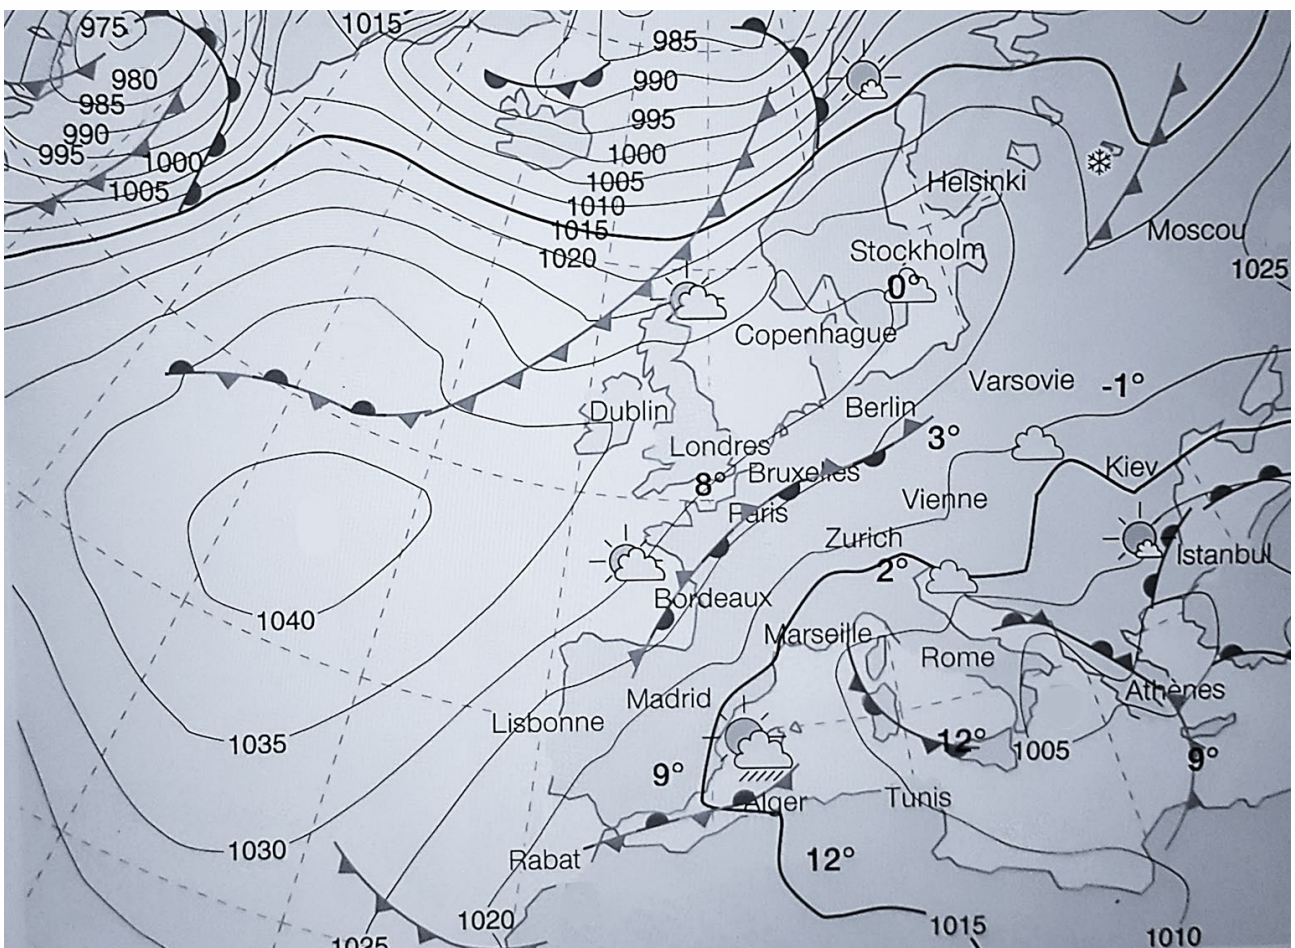 975
1015
985
980
990
985
995
990
1000
995
1000
1005
1005
1010
Helsinki
1015
Moscou
1020
Stockholm
1025
0°
Copenhague
Varsovie
-1°
Dublin
Berlin
3°
Londres
Bruxelles
Kiev
8°
Vienne
Paris
Zurich
Istanbul
2°
Bordeaux
1040
Marseille
Rome
Madrid
Athènes
Lisbonne
1035
12°
1005
9°
9°
Alger
Tunis
1030
Rabat
12°
1020
1015
1010
1025